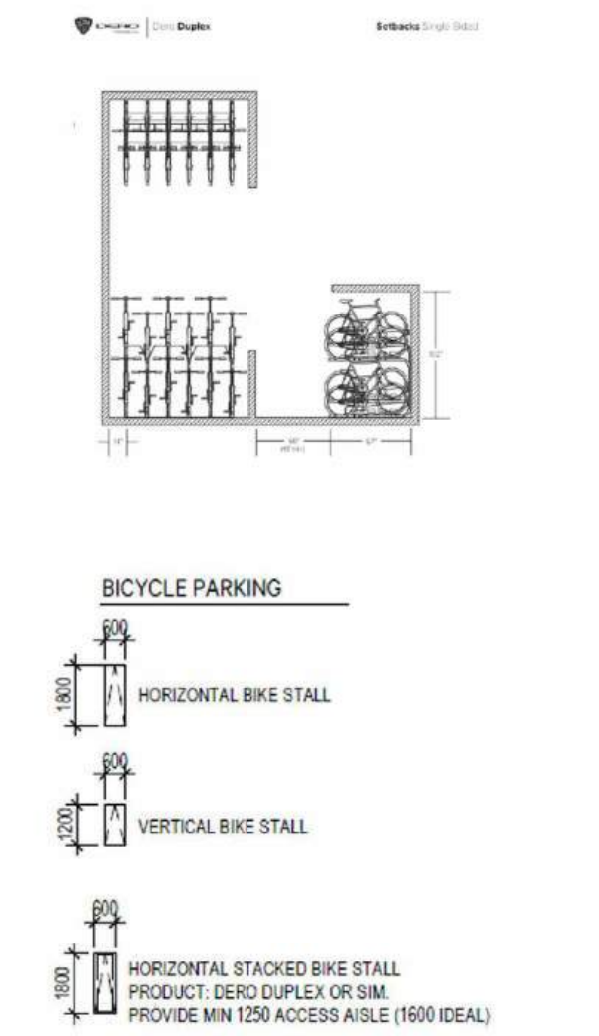 DERO Dero Duplex Setbacks Single Sided
BICYCLE PARKING
600
1800 HORIZONTAL BIKE STALL
600
1200 VERTICAL BIKE STALL
600
1800 HORIZONTAL STACKED BIKE STALL
PRODUCT: DERO DUPLEX OR SIM.
PROVIDE MIN 1250 ACCESS AISLE (1600 IDEAL)